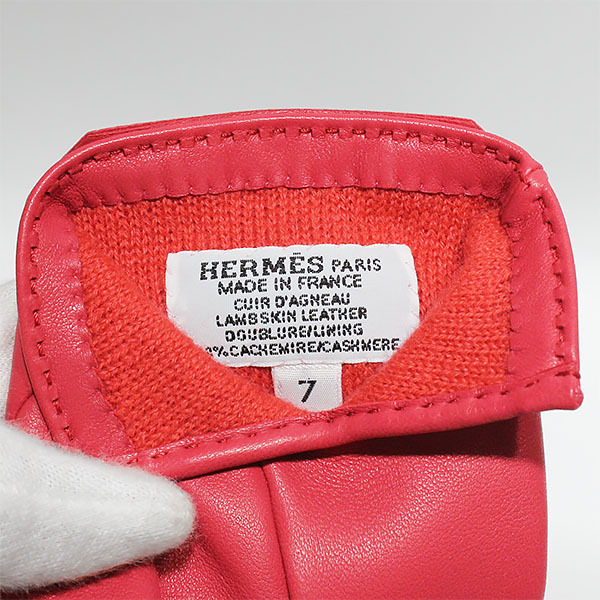 HERMÈS PARIS
MADE IN FRANCE
CUIR D'AGNEAU
LAMBSKIN LEATHER
DOUBLURE/LINING
CACHEMIRE/CASHMERE
7